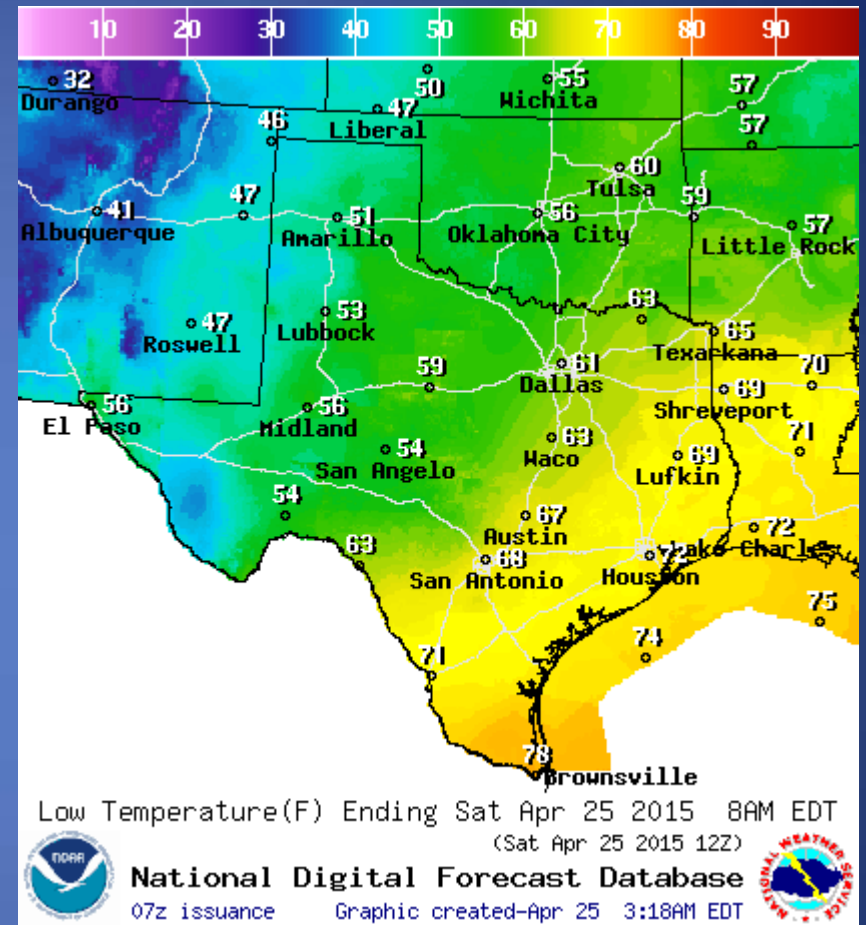 10 20 30 40 50 60 70 80 90
32
Durango
50
55
Wichita
57
47
Liberal
46
57
60
Tulsa
41
Albuquerque
47
51
Amarillo
56
Oklahoma City
59
57
Little Rock
47
Roswell
53
Lubbock
63
65
Texarkana
61
Dallas
59
69
Shreveport
70
56
El Paso
56
Midland
54
San Angelo
63
Waco
69
Lufkin
71
54
67
Austin
72
Lake Charles
63
68
San Antonio
72
Houston
75
74
71
78
Brownsville
Low Temperature(F) Ending Sat Apr 25 2015 8AM EDT
(Sat Apr 25 2015 12Z)
National Digital Forecast Database
07z issuance Graphic created-Apr 25 3:18AM EDT
NOAA
NATIONAL WEATHER SERVICE